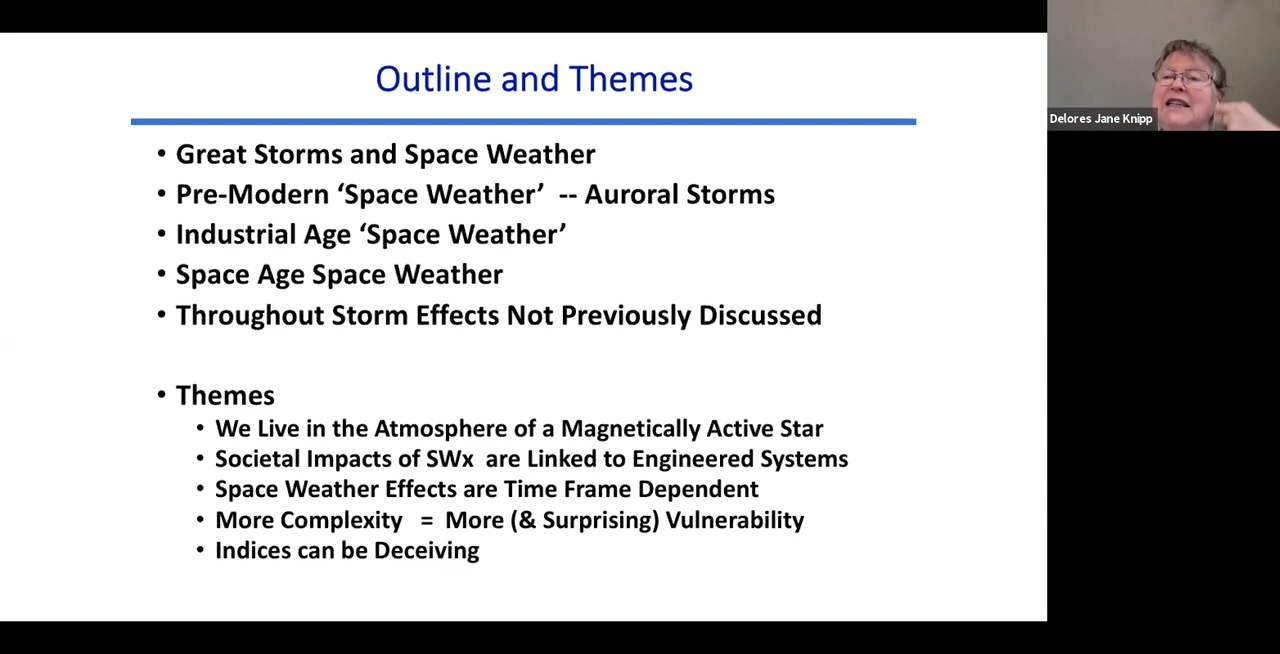 Outline and Themes
• Great Storms and Space Weather
• Pre-Modern ‘Space Weather’ -- Auroral Storms
• Industrial Age ‘Space Weather’
• Space Age Space Weather
• Throughout Storm Effects Not Previously Discussed
• Themes
• We Live in the Atmosphere of a Magnetically Active Star
• Societal Impacts of SWx are Linked to Engineered Systems
• Space Weather Effects are Time Frame Dependent
• More Complexity = More (& Surprising) Vulnerability
• Indices can be Deceiving
Delores Jane Knipp